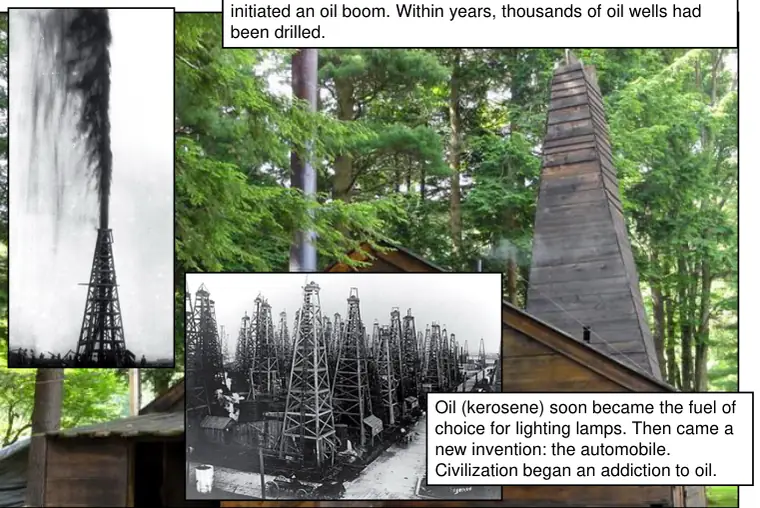 initiated an oil boom. Within years, thousands of oil wells had
been drilled.
Oil (kerosene) soon became the fuel of
choice for lighting lamps. Then came a
new invention: the automobile.
Civilization began an addiction to oil.